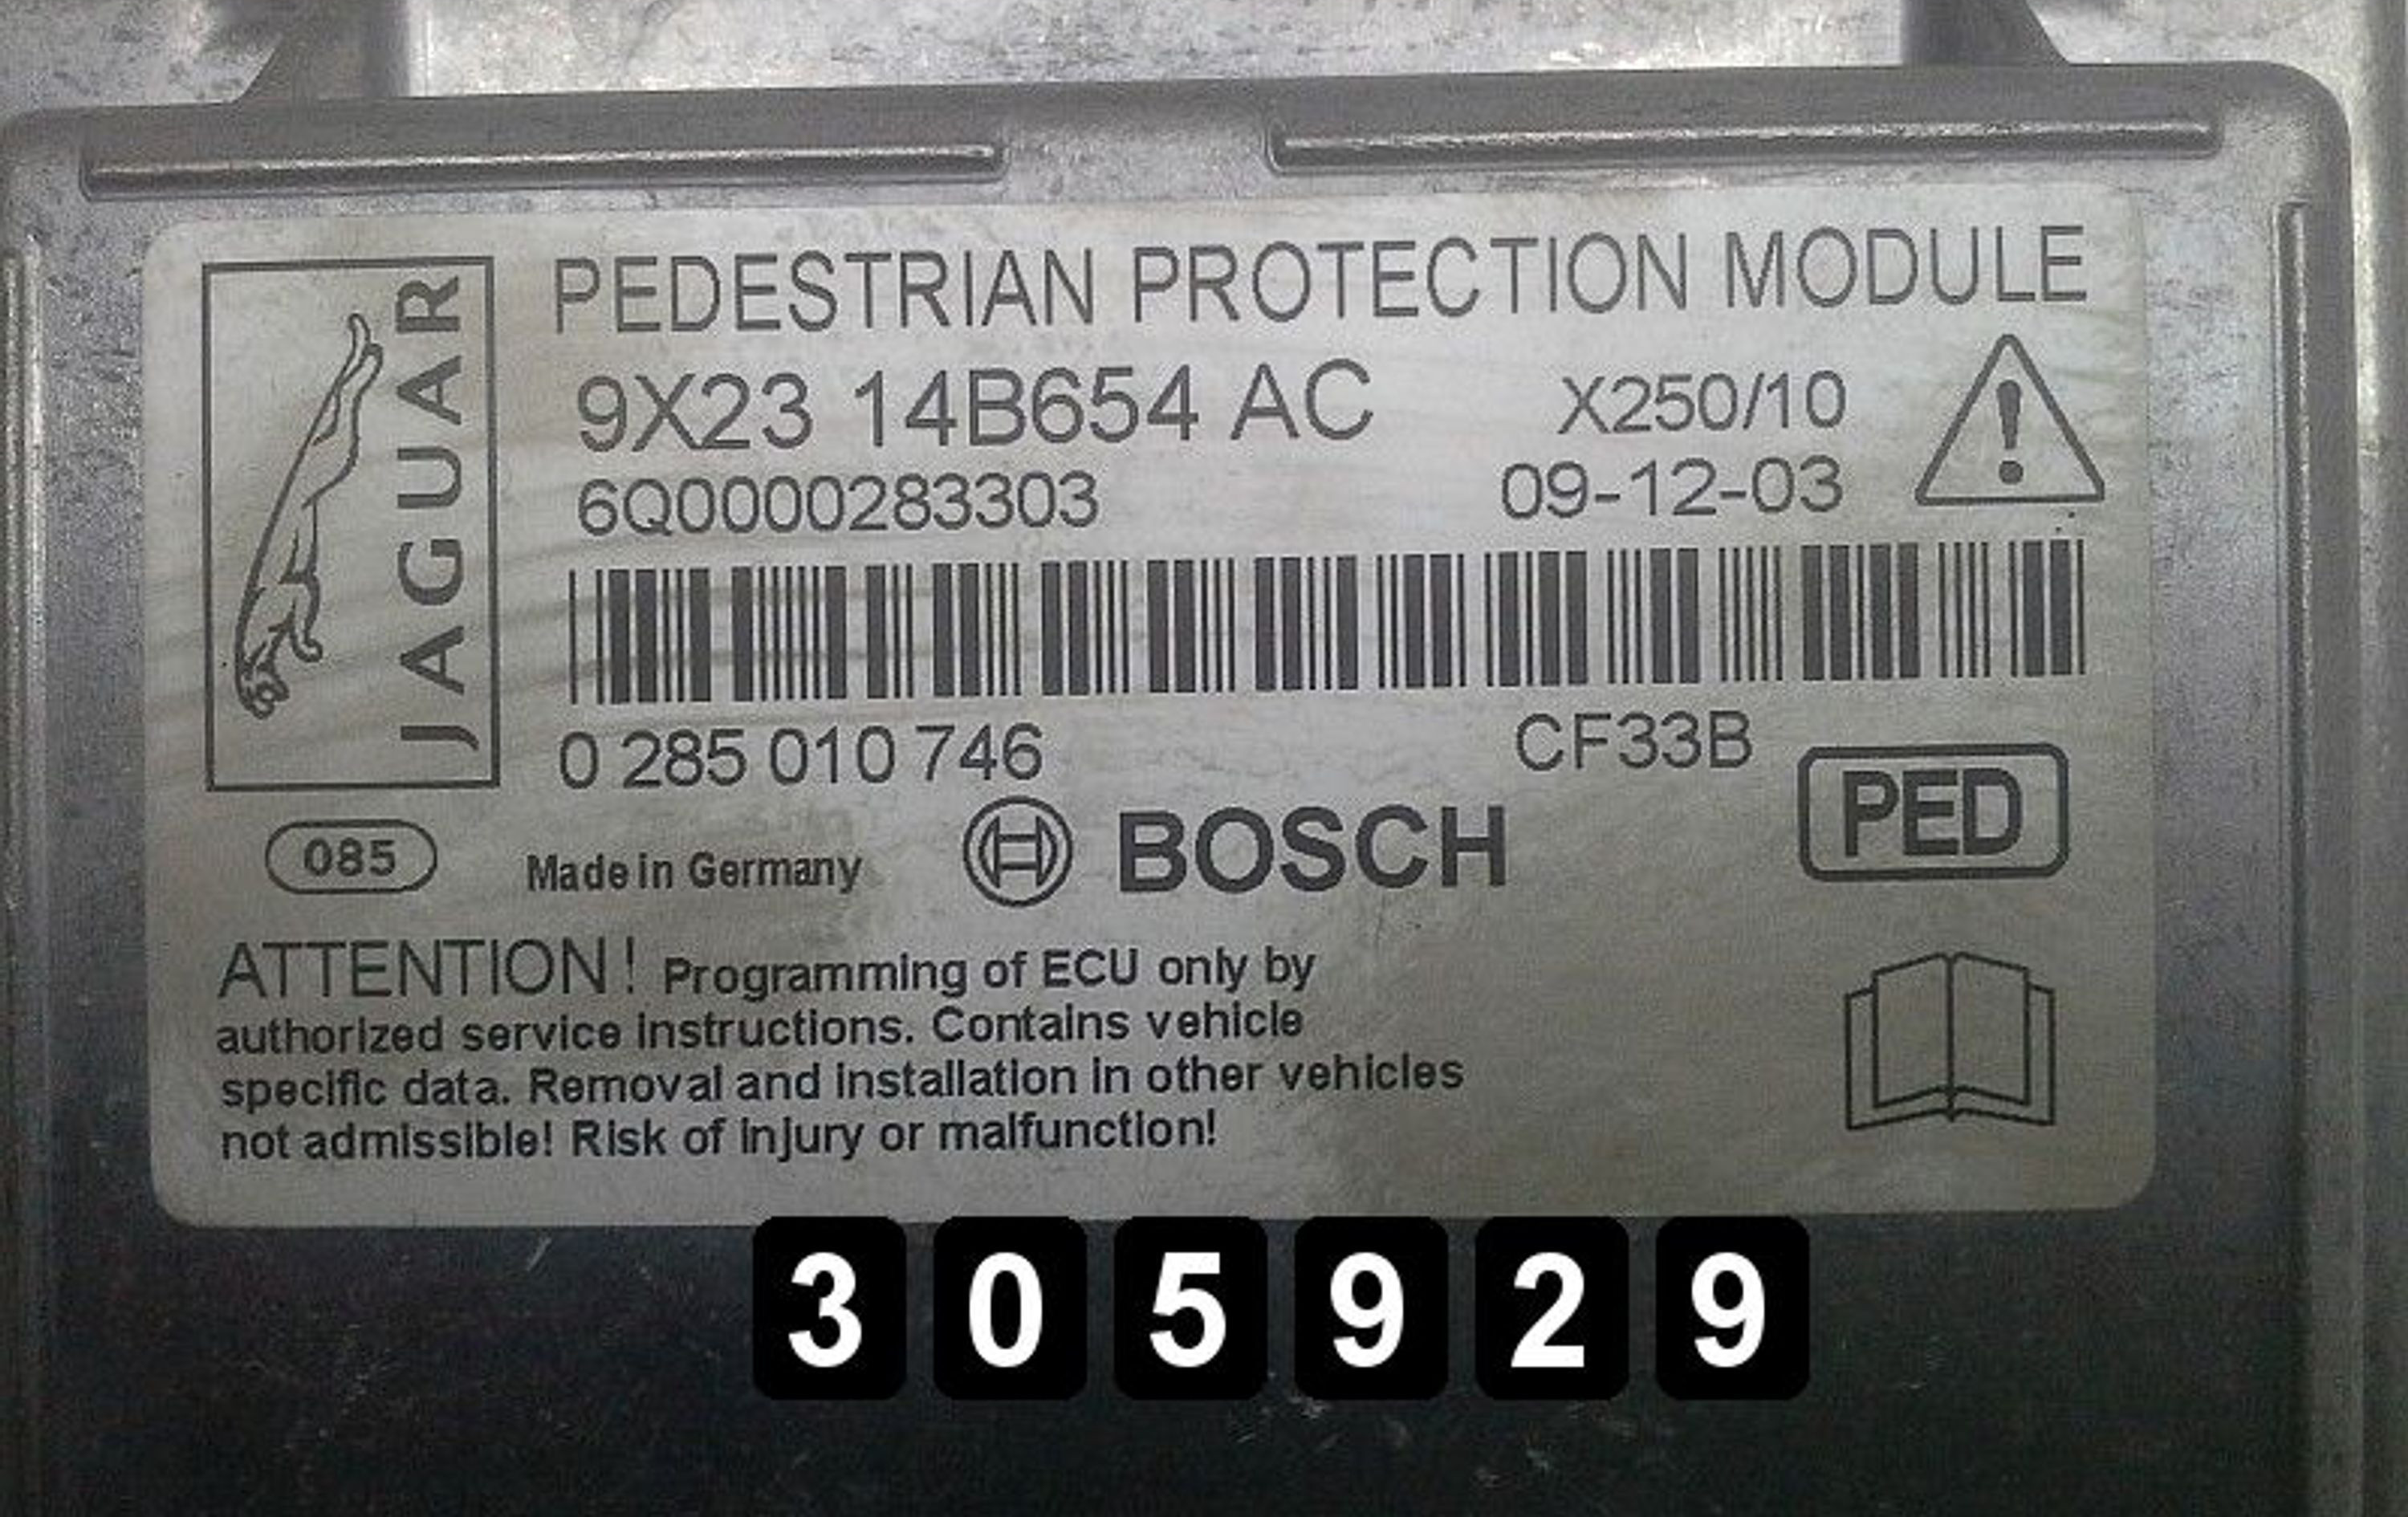 JAGUAR
PEDESTRIAN PROTECTION MODULE
9X23 14B654 AC
X250/10
6Q0000283303
09-12-03
0 285 010 746
CF33B
PED
085
Made in Germany
BOSCH
ATTENTION! Programming of ECU only by
authorized service instructions. Contains vehicle
specific data. Removal and installation in other vehicles
not admissible! Risk of injury or malfunction!
305929